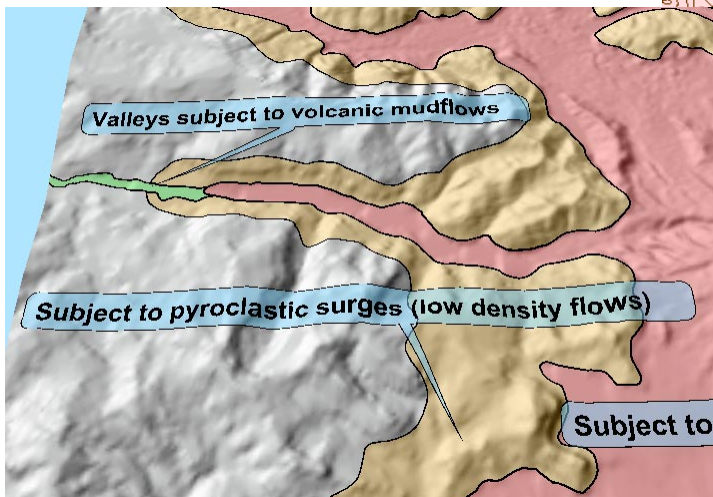 Valleys subject to volcanic mudflows
Subject to pyroclastic surges (low density flows)
Subject to